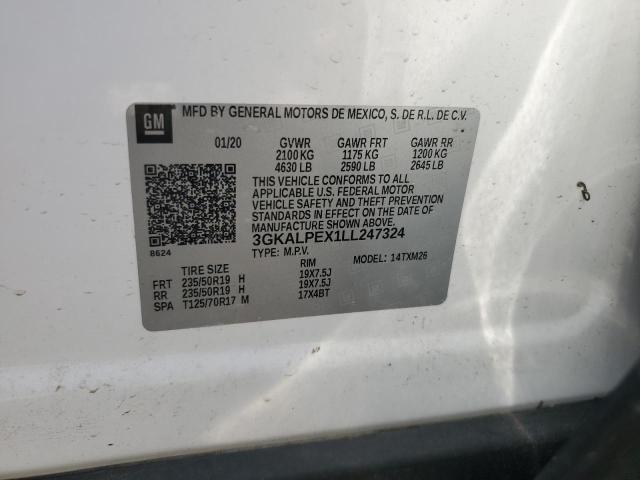 GM MFD BY GENERAL MOTORS DE MEXICO, S. DE R.L. DE C.V.
01/20 GVWR GAWR FRT GAWR RR
2100 KG 1175 KG 1200 KG
4630 LB 2590 LB 2645 LB
THIS VEHICLE CONFORMS TO ALL
APPLICABLE U.S. FEDERAL MOTOR
VEHICLE SAFETY AND THEFT PREVENTION
STANDARDS IN EFFECT ON THE DATE OF
MANUFACTURE SHOWN ABOVE.
8624
3GKALPEX1LL247324
TYPE: M.P.V. MODEL: 14TXM26
TIRE SIZE RIM
FRT 235/50R19 H 19X7.5J
RR 235/50R19 H 19X7.5J
SPA T125/70R17 M 17X4BT